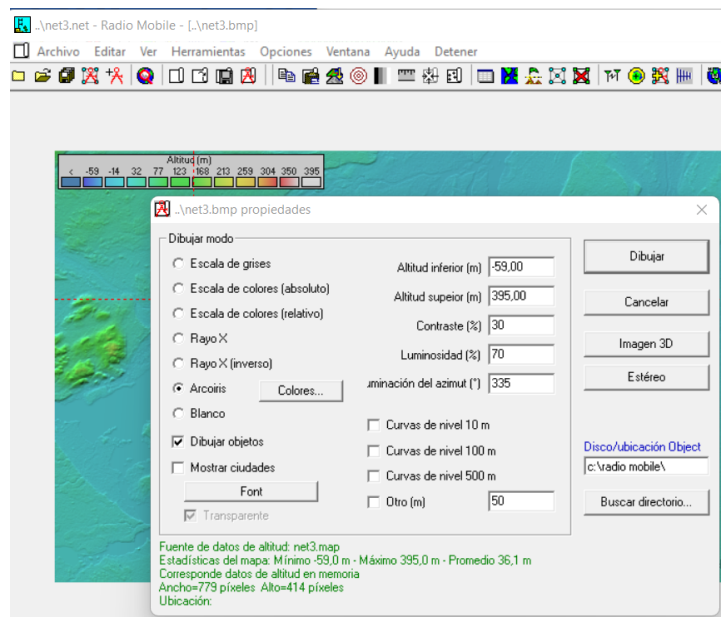 ..\net3.net - Radio Mobile - [..\net3.bmp]
Archivo Editar Ver Herramientas Opciones Ventana Ayuda Detener
Altitud (m)
< -59 -14 32 77 123 168 213 259 304 350 395
..\net3.bmp propiedades
Dibujar modo
Escala de grises
Escala de colores (absoluto)
Escala de colores (relativo)
Rayo X
Rayo X (inverso)
Arcoiris
Colores...
Blanco
Dibujar objetos
Mostrar ciudades
Font
Transparente
Altitud inferior (m) -59,00
Altitud supeior (m) 395,00
Contraste (%) 30
Luminosidad (%) 70
uminación del azimut (°) 335
Curvas de nivel 10 m
Curvas de nivel 100 m
Curvas de nivel 500 m
Otro (m) 50
Dibujar
Cancelar
Imagen 3D
Estéreo
Disco/ubicación Object
c:\radio mobile\
Buscar directorio...
Fuente de datos de altitud: net3.map
Estadísticas del mapa: Mínimo -59,0 m - Máximo 395,0 m - Promedio 36,1 m
Corresponde datos de altitud en memoria
Ancho=779 píxeles Alto=414 píxeles
Ubicación: